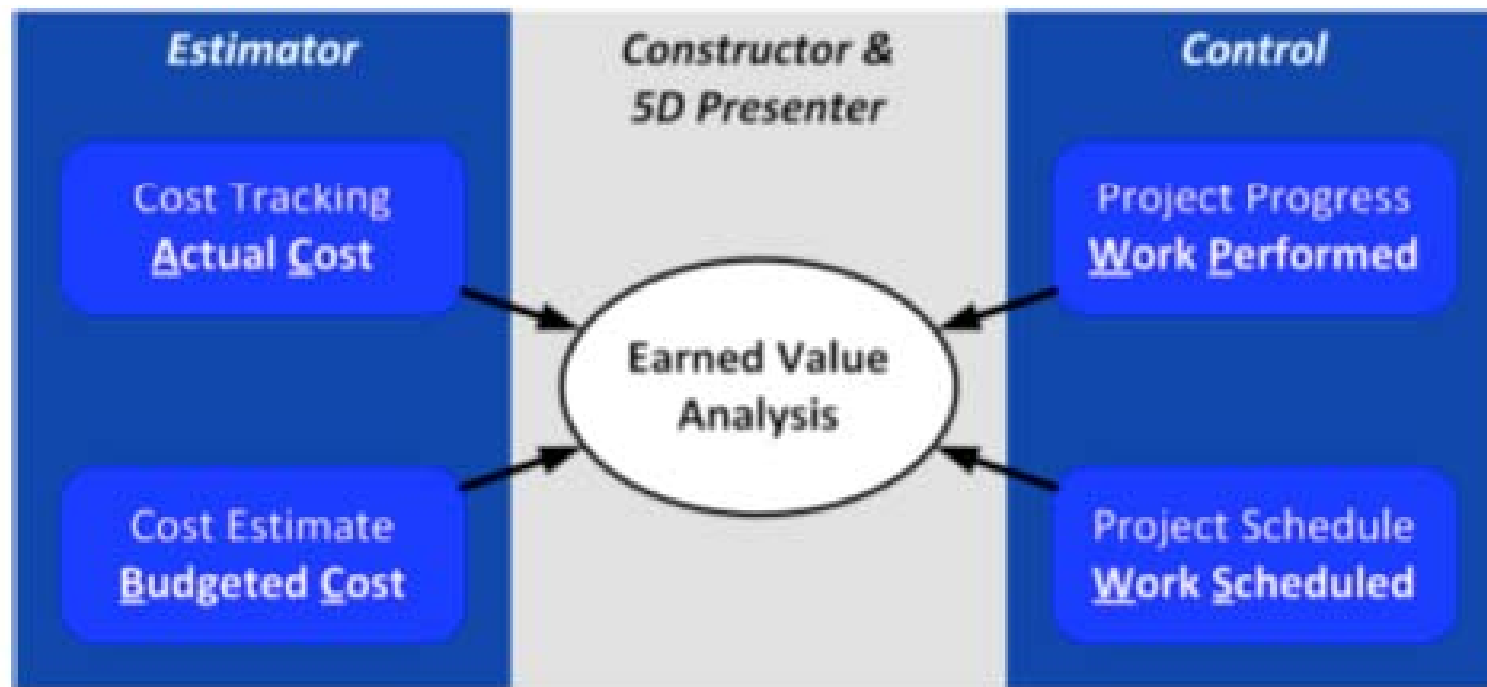 Estimator
Cost Tracking
Actual Cost
Cost Estimate
Budgeted Cost
Constructor &
5D Presenter
Earned Value
Analysis
Control
Project Progress
Work Performed
Project Schedule
Work Scheduled